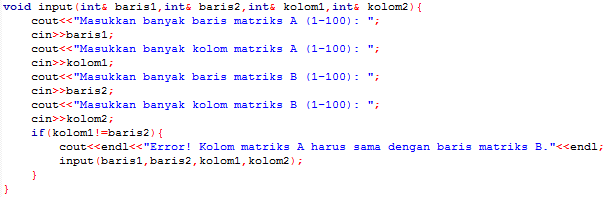 void input(int& baris1,int& baris2,int& kolom1,int& kolom2){
    cout<<"Masukkan banyak baris matriks A (1-100): ";
    cin>>baris1;
    cout<<"Masukkan banyak kolom matriks A (1-100): ";
    cin>>kolom1;
    cout<<"Masukkan banyak baris matriks B (1-100): ";
    cin>>baris2;
    cout<<"Masukkan banyak kolom matriks B (1-100): ";
    cin>>kolom2;
    if(kolom1!=baris2){
        cout<<endl<<"Error! Kolom matriks A harus sama dengan baris matriks B."<<endl;
        input(baris1,baris2,kolom1,kolom2);
    }
}